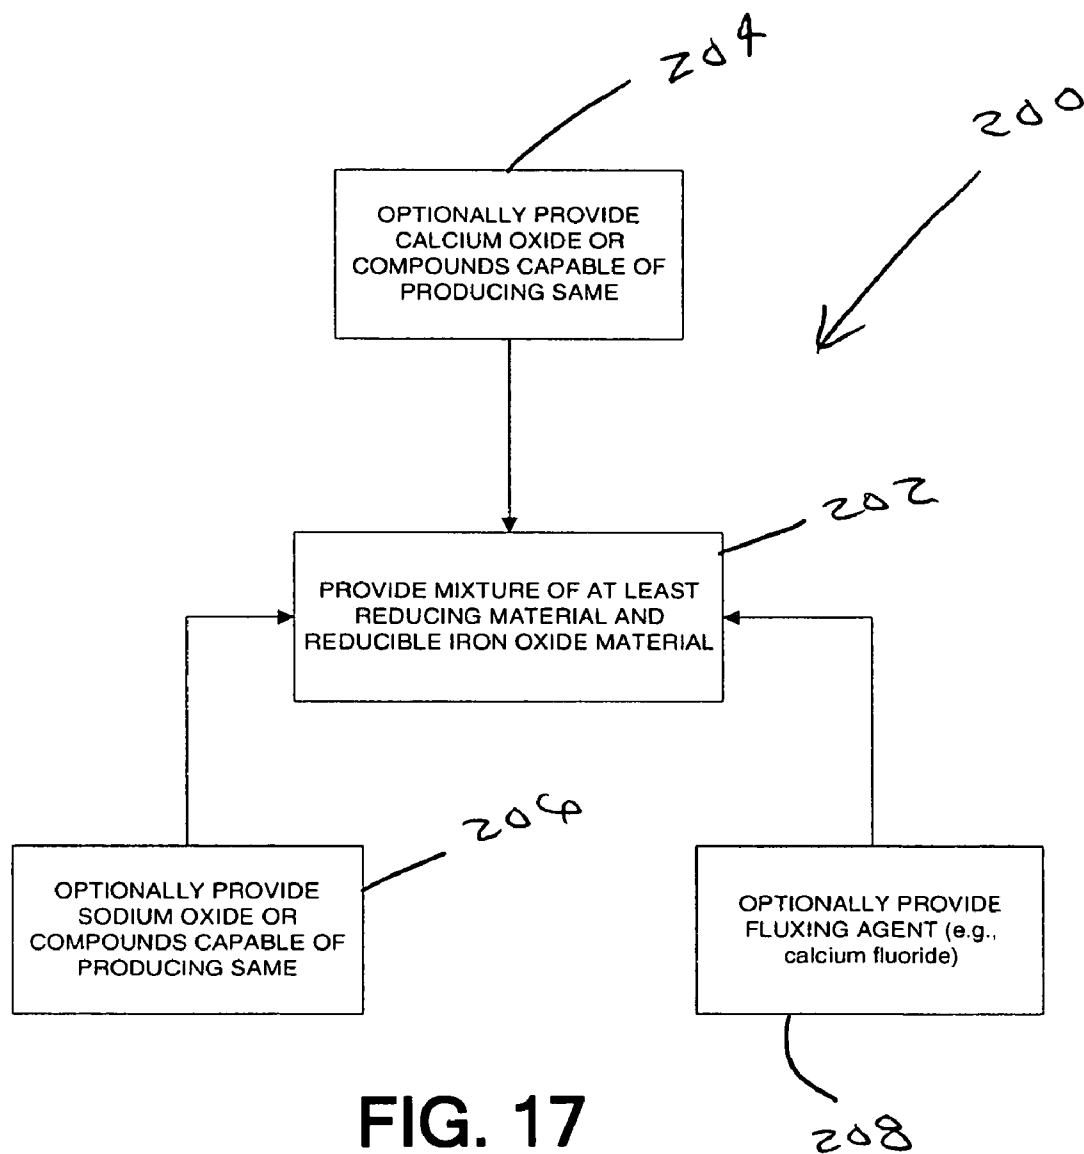 204
200
OPTIONALLY PROVIDE
CALCIUM OXIDE OR
COMPOUNDS CAPABLE OF
PRODUCING SAME
202
PROVIDE MIXTURE OF AT LEAST
REDUCING MATERIAL AND
REDUCIBLE IRON OXIDE MATERIAL
206
OPTIONALLY PROVIDE
SODIUM OXIDE OR
COMPOUNDS CAPABLE OF
PRODUCING SAME
OPTIONALLY PROVIDE
FLUXING AGENT (e.g.,
calcium fluoride)
208
FIG. 17